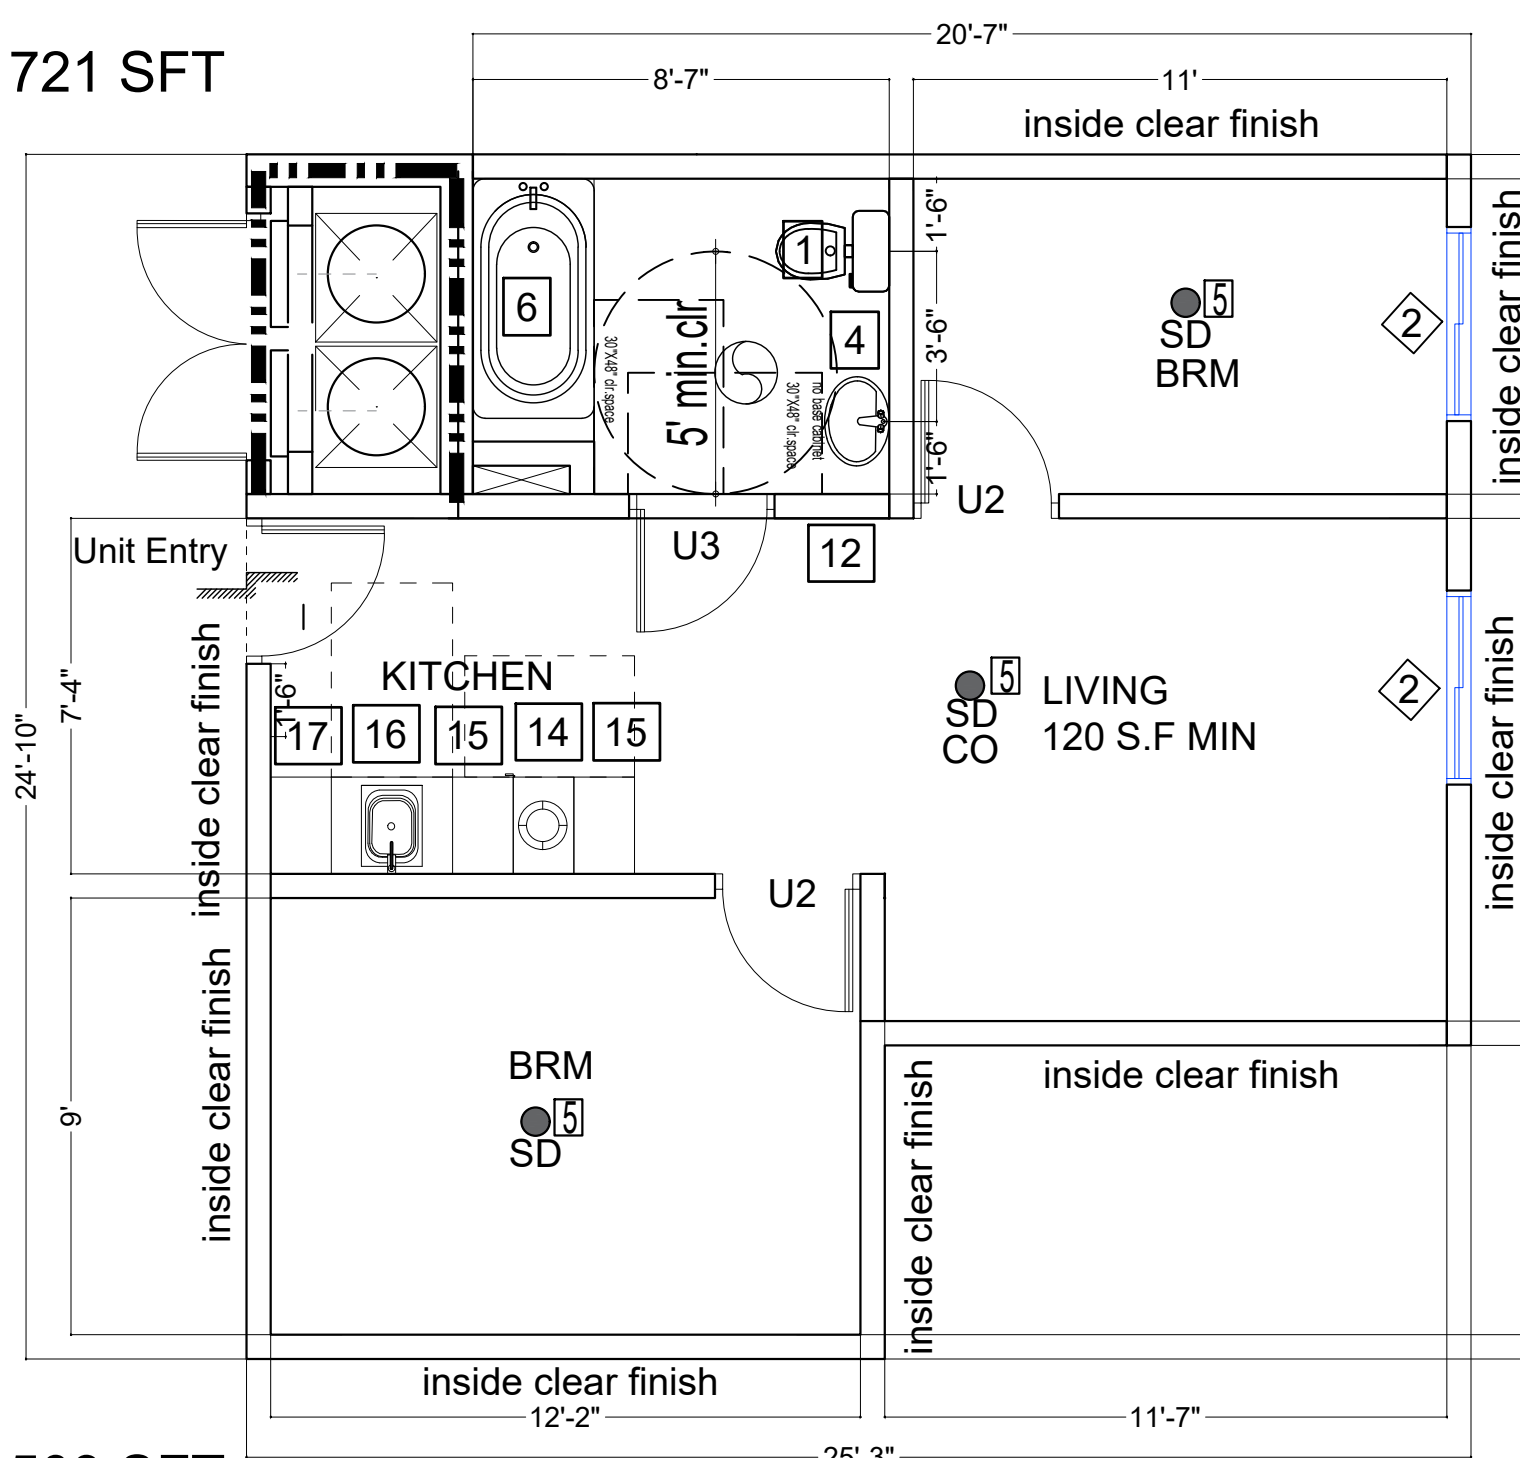 20'-7"
721 SFT
8'-7"
11'
inside clear finish
1'-6"
inside clear finish
1
6
5
SD
BRM
2
4
3'-6"
5' min.clr
30"X48" clr.space
no base cabinet
30"X48" clr.space
1'-6"
U2
Unit Entry
U3
12
inside clear finish
7'-4"
24'-10"
1'-6"
KITCHEN
17
16
15
14
15
5
SD
CO
LIVING
120 S.F MIN
2
inside clear finish
U2
inside clear finish
9'
BRM
5
SD
inside clear finish
inside clear finish
inside clear finish
12'-2"
11'-7"
25'-3"